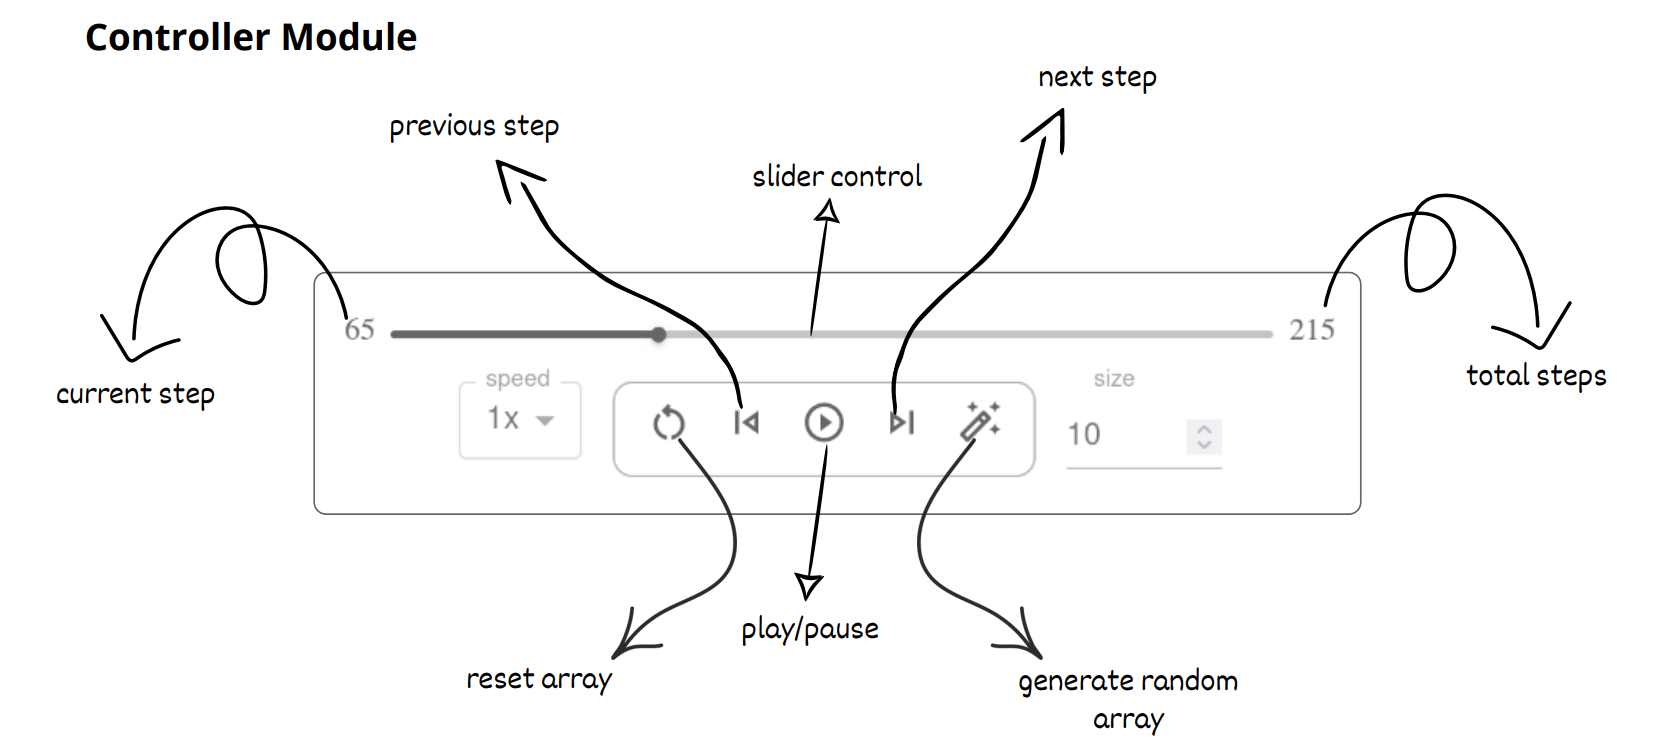 Controller Module
next step
previous step
slider control
65
215
current step
total steps
speed
size
1x
10
play/pause
reset array
generate random
array